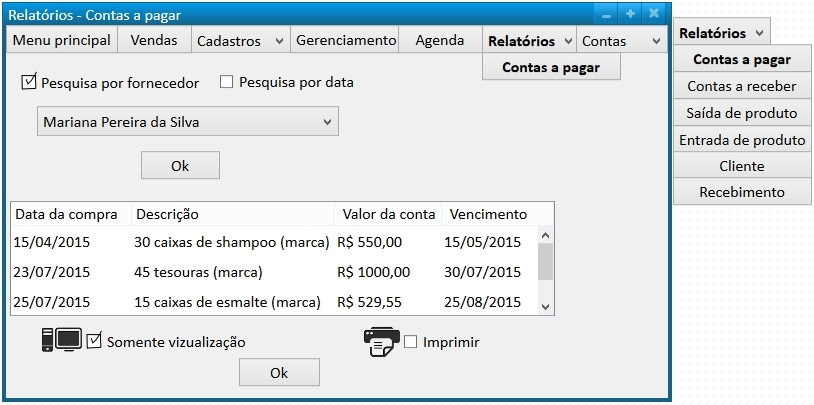 Relatórios - Contas a pagar
Menu principal Vendas Cadastros Gerenciamento Agenda Relatórios Contas
Contas a pagar
Pesquisa por fornecedor Pesquisa por data
Mariana Pereira da Silva
Ok
Data da compra Descrição Valor da conta Vencimento
15/04/2015 30 caixas de shampoo (marca) R$ 550,00 15/05/2015
23/07/2015 45 tesouras (marca) R$ 1000,00 30/07/2015
25/07/2015 15 caixas de esmalte (marca) R$ 529,55 25/08/2015
Somente vizualização Imprimir
Ok
Relatórios
Contas a pagar
Contas a receber
Saída de produto
Entrada de produto
Cliente
Recebimento